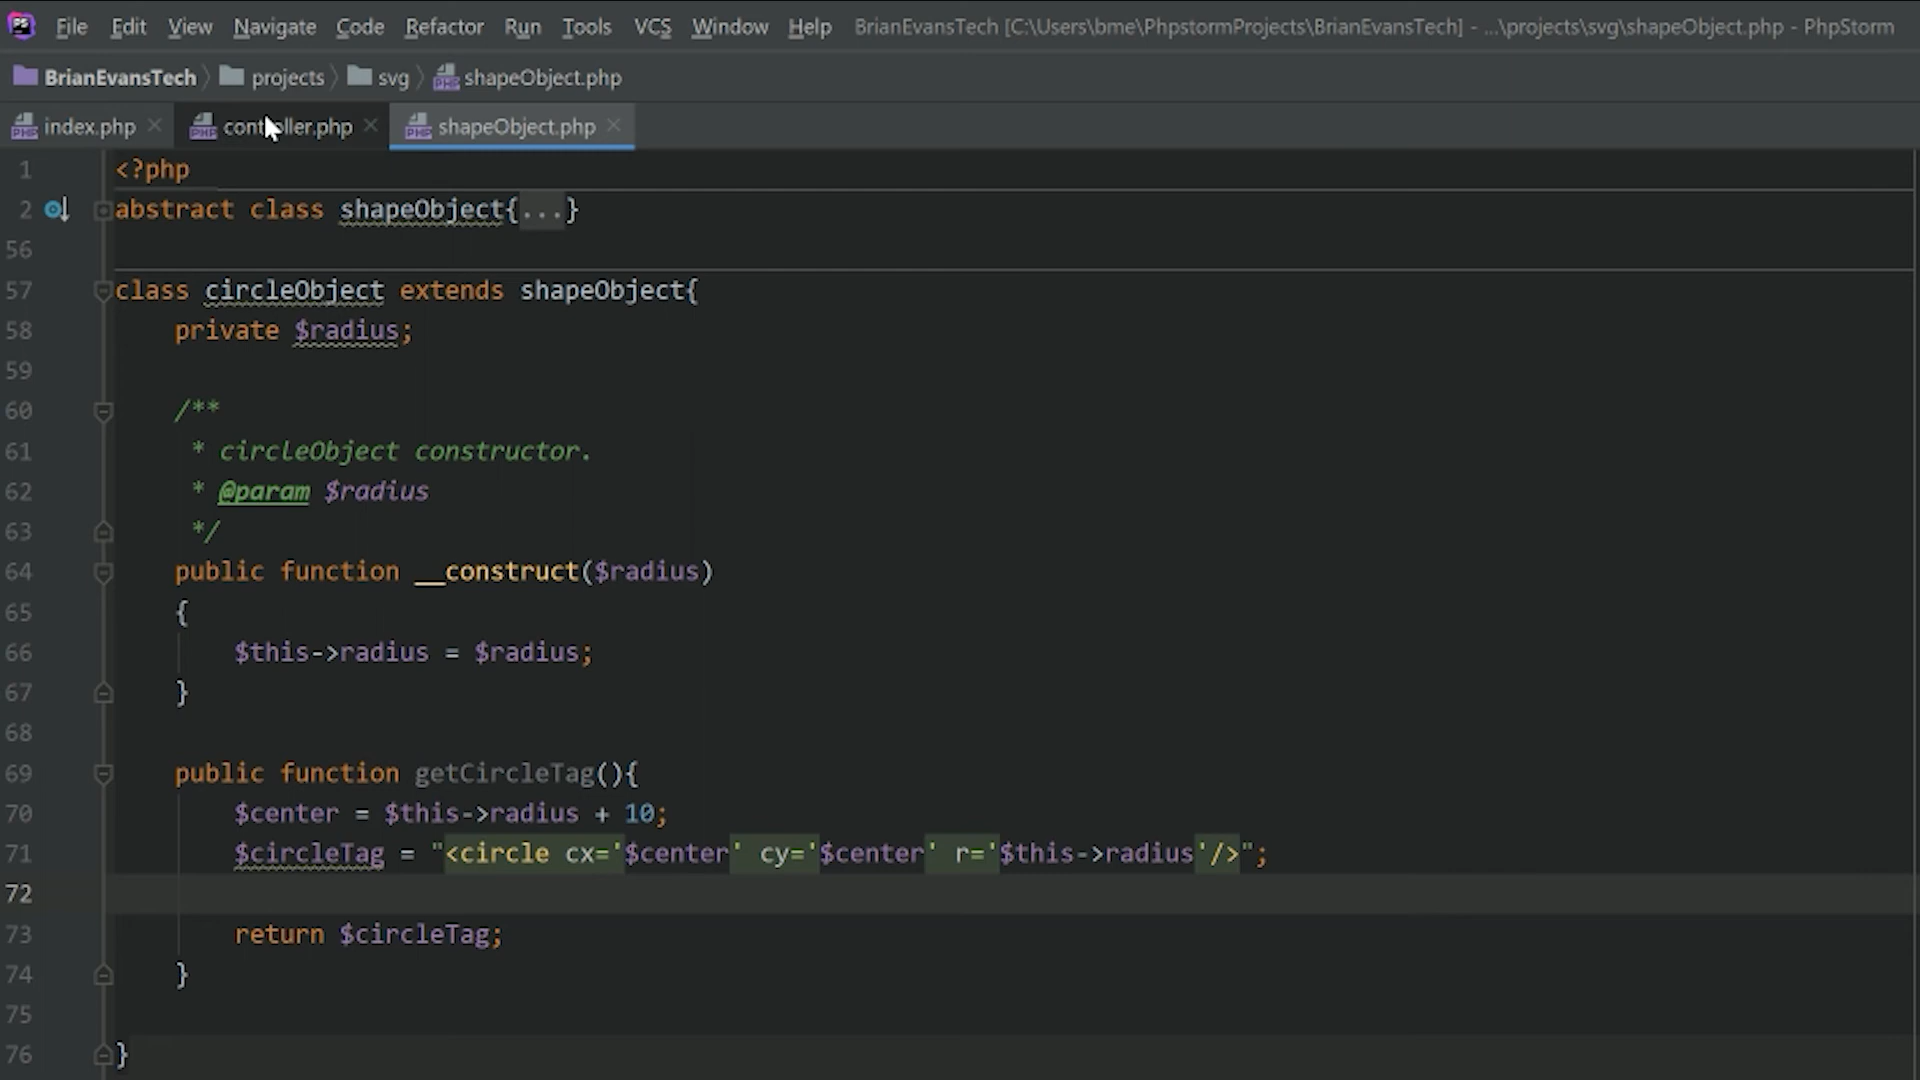 File Edit View Navigate Code Refactor Run Tools VCS Window Help BrianEvansTech [C:\Users\bme\PhpstormProjects\BrianEvansTech] - ...\projects\svg\shapeObject.php - PhpStorm
BrianEvansTech projects svg shapeObject.php
index.php controller.php shapeObject.php
1 <?php
2 abstract class shapeObject{...}
56
57 class circleObject extends shapeObject{
58 private $radius;
59
60 /**
61 * circleObject constructor.
62 * @param $radius
63 */
64 public function __construct($radius)
65 {
66 $this->radius = $radius;
67 }
68
69 public function getCircleTag(){
70 $center = $this->radius + 10;
71 $circleTag = "<circle cx='$center' cy='$center' r='$this->radius'/>";
72
73 return $circleTag;
74 }
75
76 }